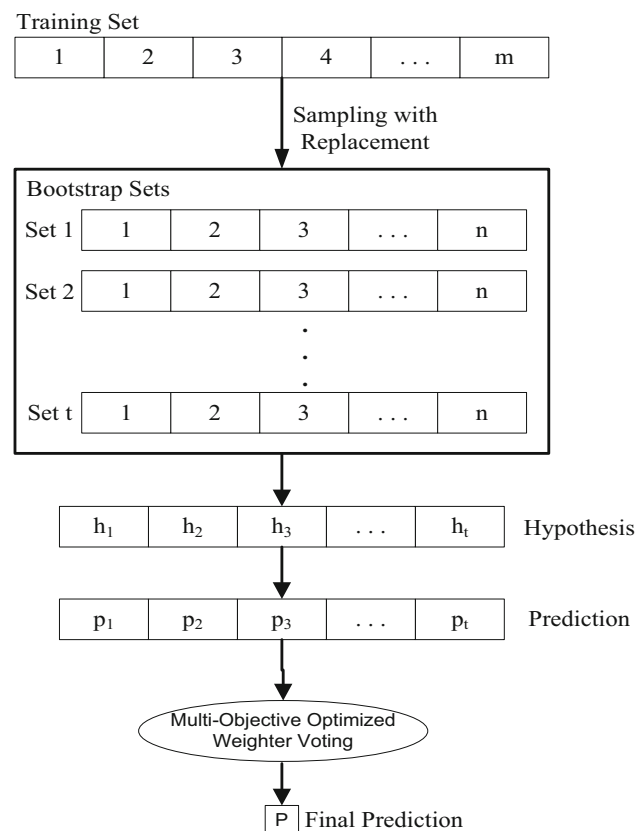 Training Set
1 2 3 4 . . . m
Sampling with
Replacement
Bootstrap Sets
Set 1 1 2 3 . . . n
Set 2 1 2 3 . . . n
.
.
.
Set t 1 2 3 . . . n
h₁ h₂ h₃ . . . hₜ Hypothesis
p₁ p₂ p₃ . . . pₜ Prediction
Multi-Objective Optimized
Weighter Voting
P Final Prediction